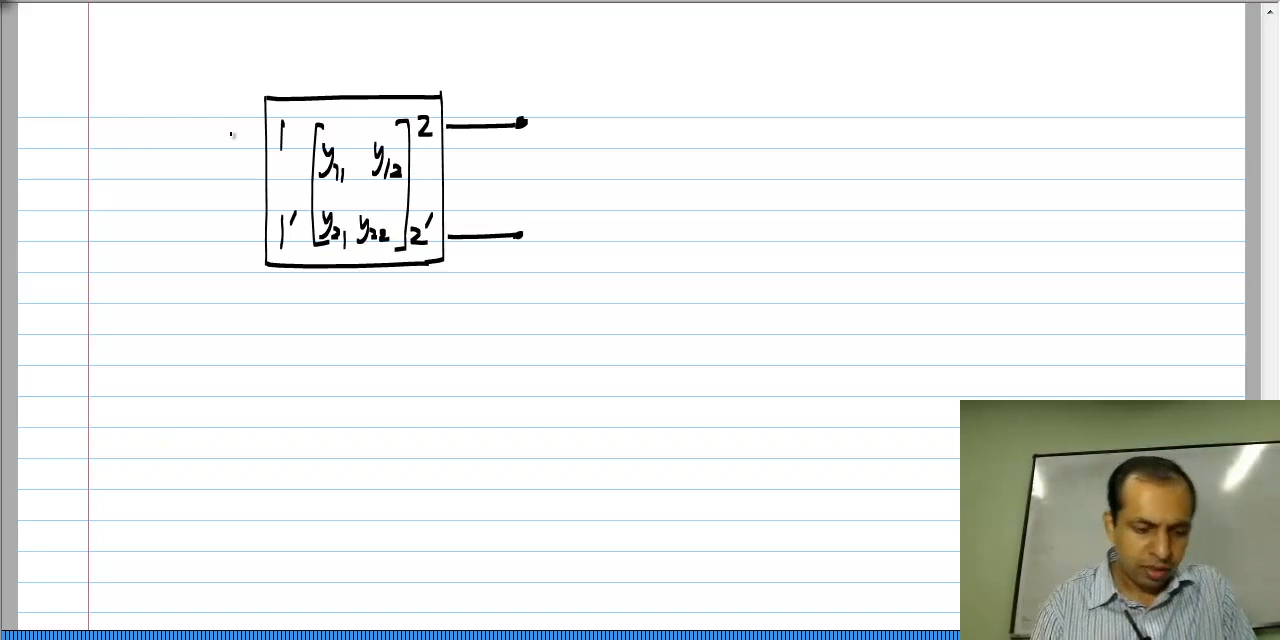 1 [ y11 y12 ] 2
1' [ y21 y22 ] 2'